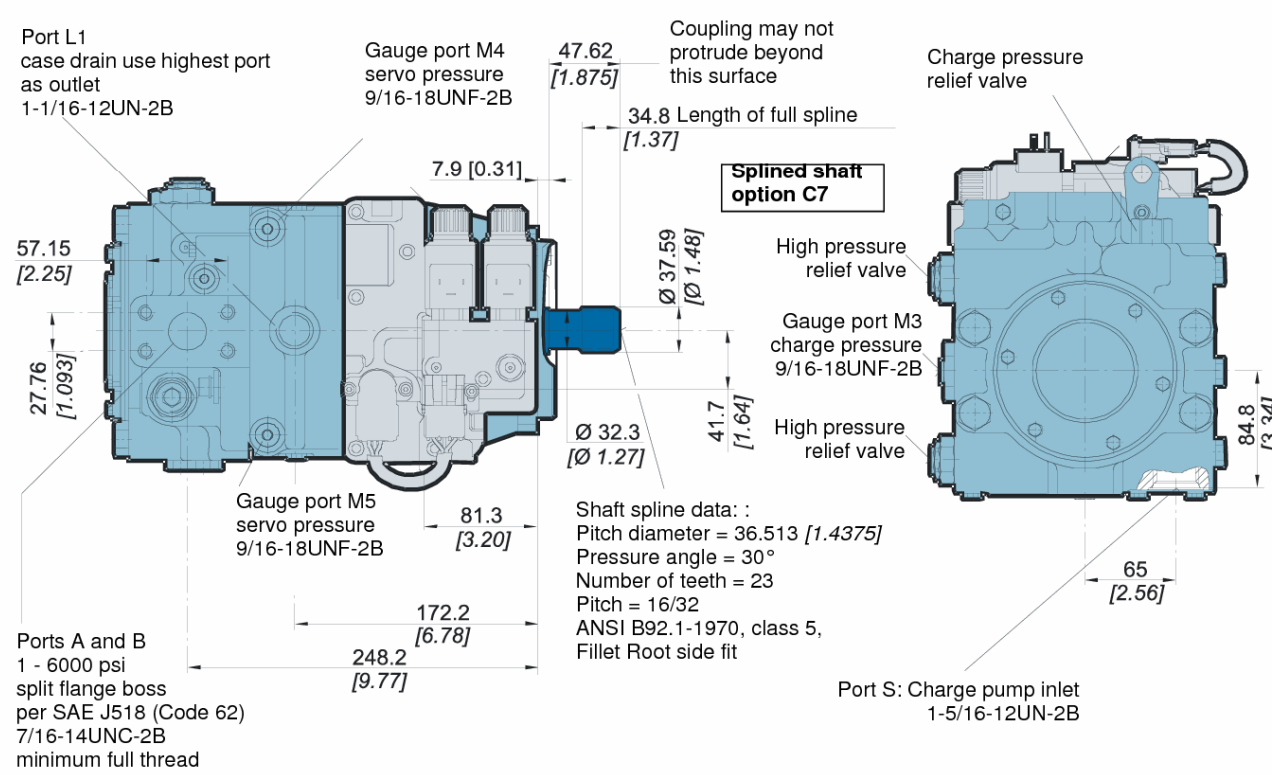 Port L1
case drain use highest port
as outlet
1-1/16-12UN-2B
Gauge port M4
servo pressure
9/16-18UNF-2B
47.62
[1.875]
Coupling may not
protrude beyond
this surface
34.8 Length of full spline
[1.37]
7.9 [0.31]
Splined shaft
option C7
Charge pressure
relief valve
57.15
[2.25]
27.76
[1.093]
Ø 37.59
[Ø 1.48]
41.7
[1.64]
Ø 32.3
[Ø 1.27]
High pressure
relief valve
Gauge port M3
charge pressure
9/16-18UNF-2B
High pressure
relief valve
84.8
[3.34]
Gauge port M5
servo pressure
9/16-18UNF-2B
81.3
[3.20]
172.2
[6.78]
248.2
[9.77]
Shaft spline data: :
Pitch diameter = 36.513 [1.4375]
Pressure angle = 30°
Number of teeth = 23
Pitch = 16/32
ANSI B92.1-1970, class 5,
Fillet Root side fit
65
[2.56]
Ports A and B
1 - 6000 psi
split flange boss
per SAE J518 (Code 62)
7/16-14UNC-2B
minimum full thread
Port S: Charge pump inlet
1-5/16-12UN-2B